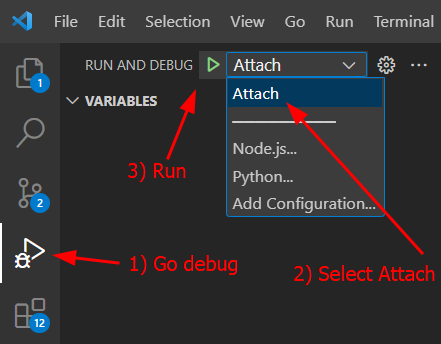 File Edit Selection View Go Run Terminal
RUN AND DEBUG Attach
1
VARIABLES
Attach
3) Run
Node.js...
Python...
2
Add Configuration...
1) Go debug
2) Select Attach
12